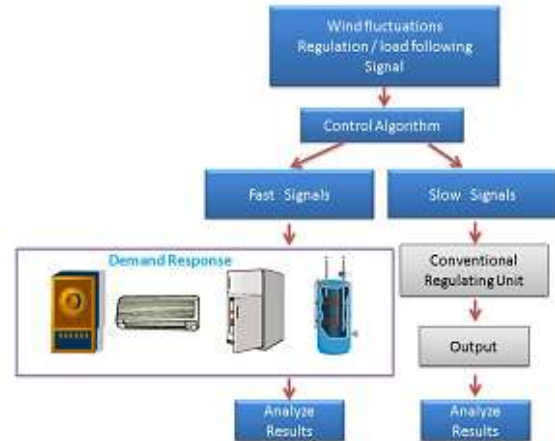 Wind fluctuations
Regulation / load following
Signal
Control Algorithm
Fast Signals
Slow Signals
Demand Response
Conventional
Regulating Unit
Output
Analyze
Results
Analyze
Results